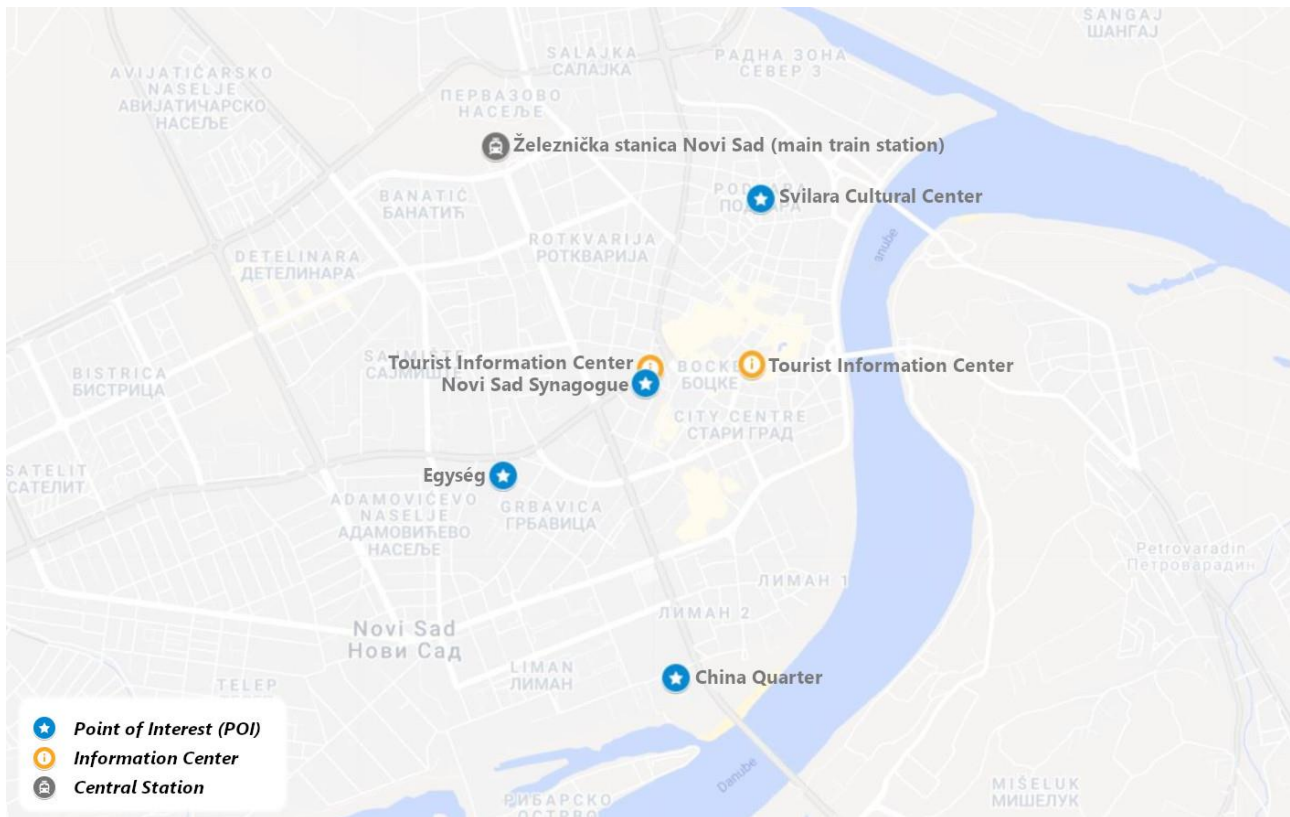 SANGAJ
ШАНГАЈ
SALAJKA
САЛАЈКА
РАДНА ЗОНА
СЕВЕР 3
AVIJATIČARSKO
NASELJE
АВИЈАТИЧАРСКО
НАСЕЉЕ
ПЕРВАЗОВО
НАСЕЉЕ
Železnička stanica Novi Sad (main train station)
Svilara Cultural Center
BANATIĆ
БАНАТИЋ
ROTKVARIJA
РОТКВАРИЈА
DETELINARA
ДЕТЕЛИНАРА
Tourist Information Center
Novi Sad Synagogue
Tourist Information Center
БОЦКЕ
BISTRICA
БИСТРИЦА
САЈМИШТЕ
CITY CENTRE
СТАРИ ГРАД
SATELIT
САТЕЛИТ
Egység
ADAMOVIĆEVO
NASELJE
АДАМОВИЋЕВО
НАСЕЉЕ
GRBAVICA
ГРБАВИЦА
Petrovaradin
Петроварадин
ЛИМАН 1
ЛИМАН 2
Novi Sad
Нови Сад
LIMAN
ЛИМАН
TELEP
China Quarter
Danube
MIŠELUK
МИШЕЛУК
РИБАРСКО
ОСТРВО
Point of Interest (POI)
Information Center
Central Station